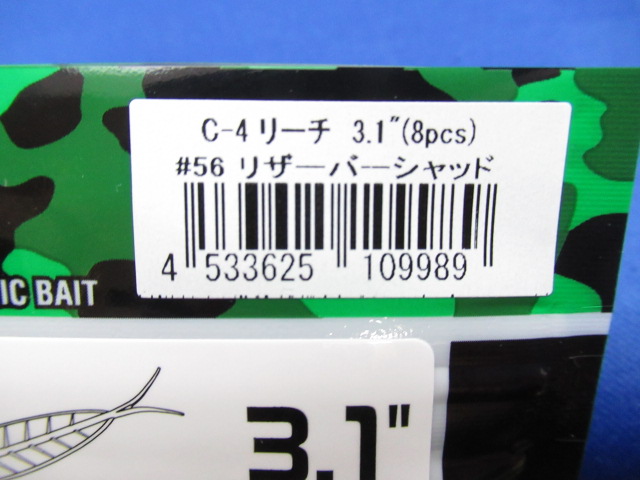 C-4 リーチ 3.1"(8pcs)
#56 リザーバーシャッド
4 533625 109989
IC BAIT
3.1"